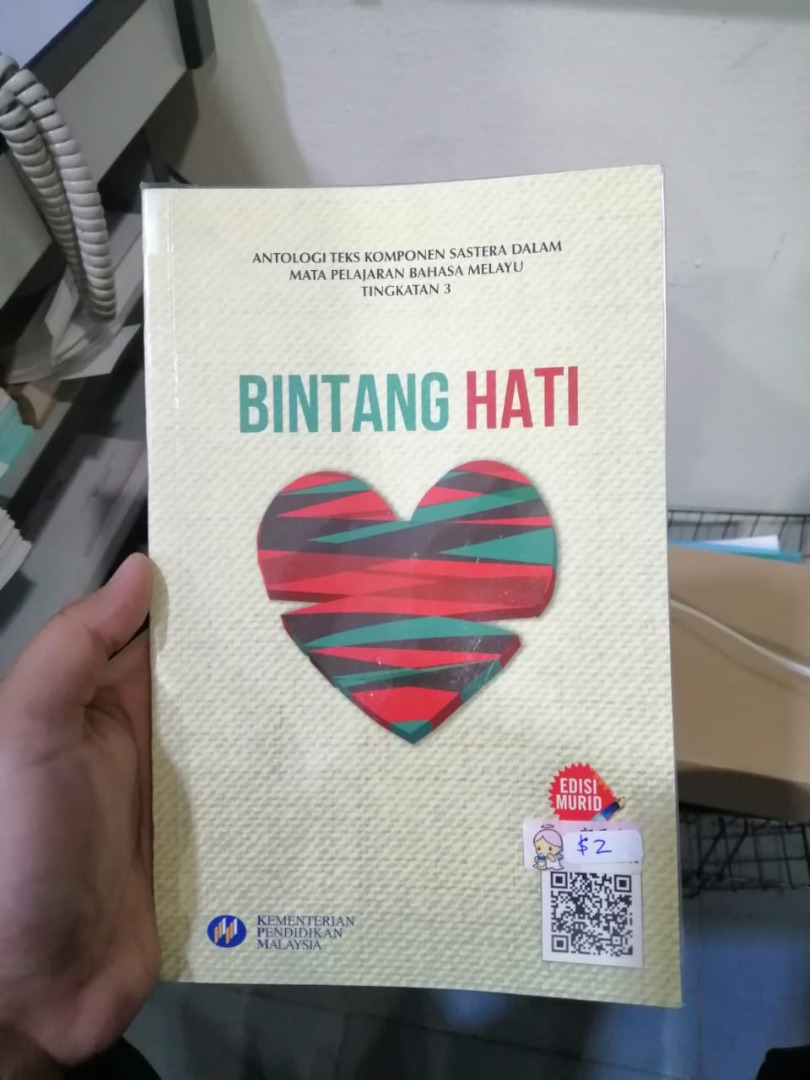 ANTOLOGI TEKS KOMPONEN SASTERA DALAM
MATA PELAJARAN BAHASA MELAYU
TINGKATAN 3
BINTANG HATI
EDISI
MURID
$2
KEMENTERIAN
PENDIDIKAN
MALAYSIA